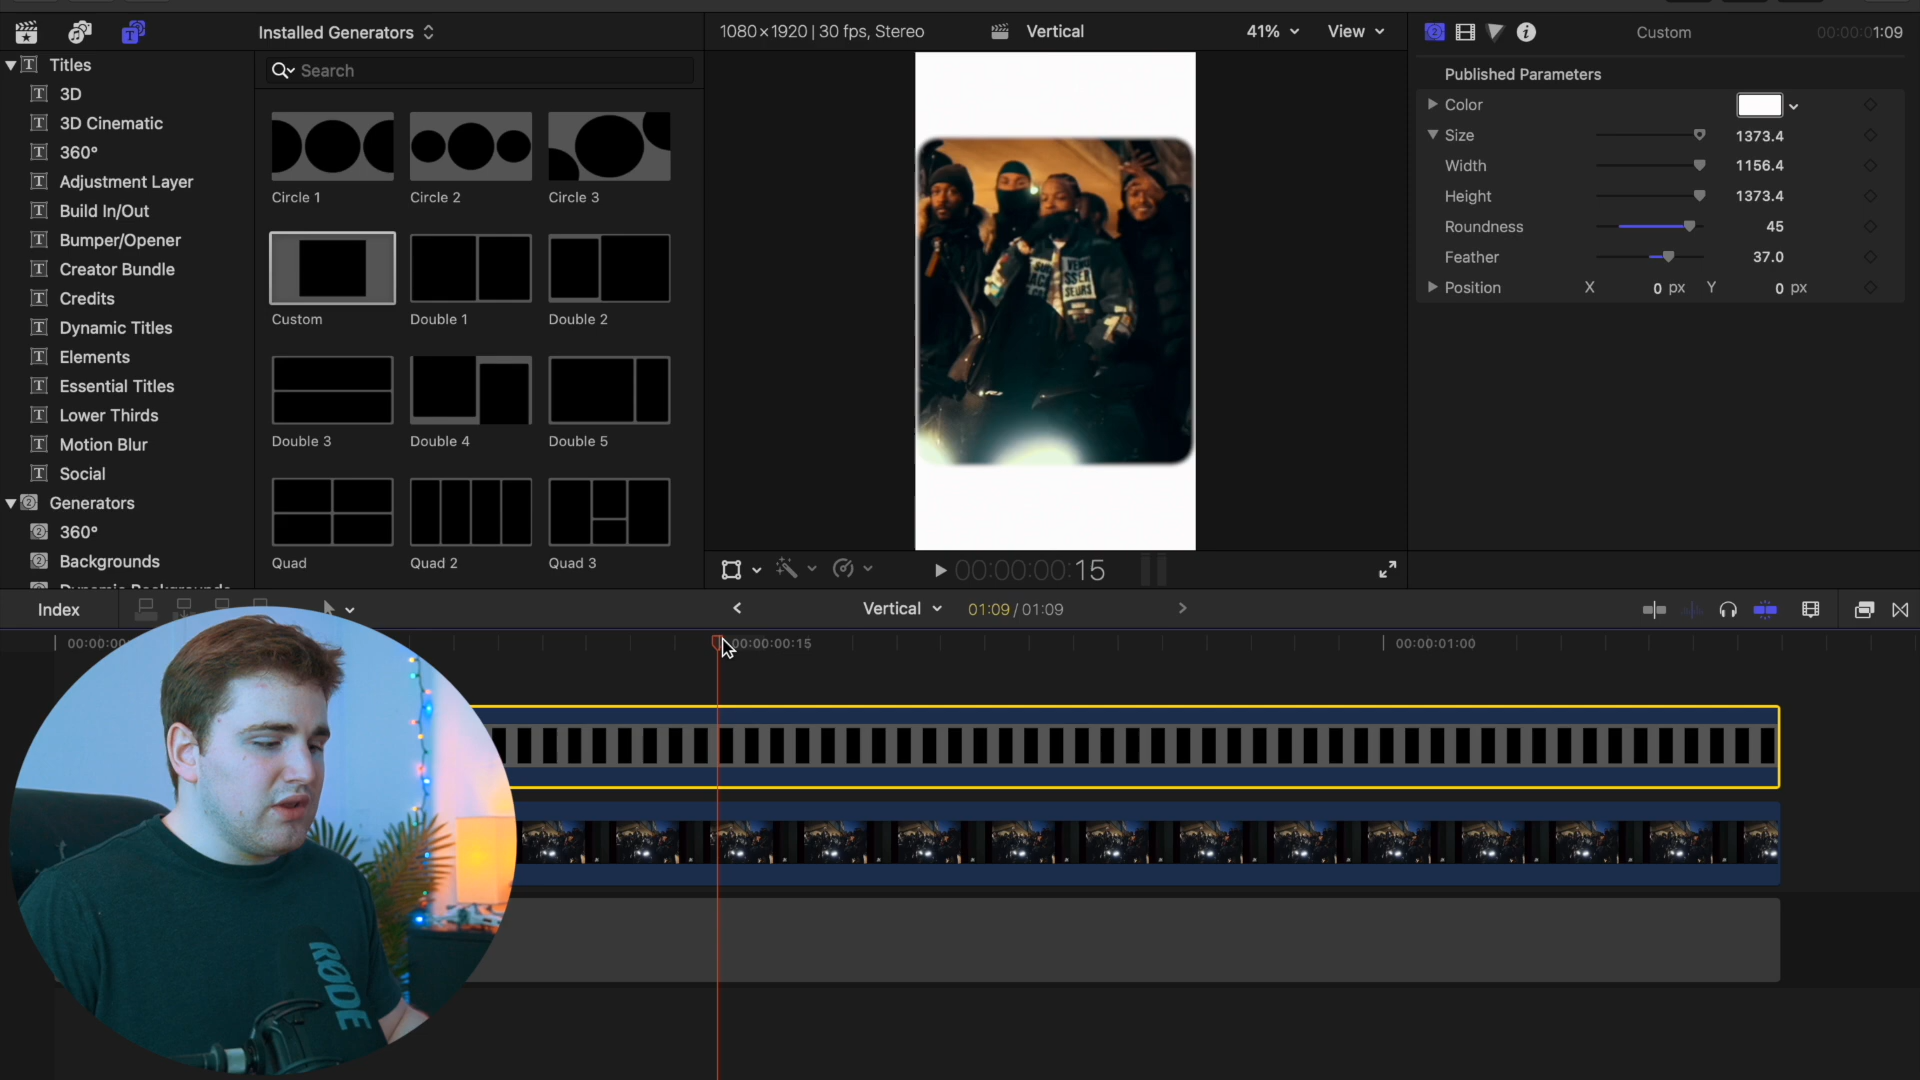 Installed Generators
1080×1920 | 30 fps, Stereo
Vertical
41%
View
Custom
00:00:01:09
Titles
3D
3D Cinematic
360°
Adjustment Layer
Build In/Out
Bumper/Opener
Creator Bundle
Credits
Dynamic Titles
Elements
Essential Titles
Lower Thirds
Motion Blur
Social
Generators
360°
Backgrounds
Dynamic Backgrounds
Search
Circle 1
Circle 2
Circle 3
Custom
Double 1
Double 2
Double 3
Double 4
Double 5
Quad
Quad 2
Quad 3
00:00:00:15
Published Parameters
Color
Size 1373.4
Width 1156.4
Height 1373.4
Roundness 45
Feather 37.0
Position X 0 px Y 0 px
Index
Vertical
01:09 / 01:09
00:00:00:15
00:00:01:00
RØDE